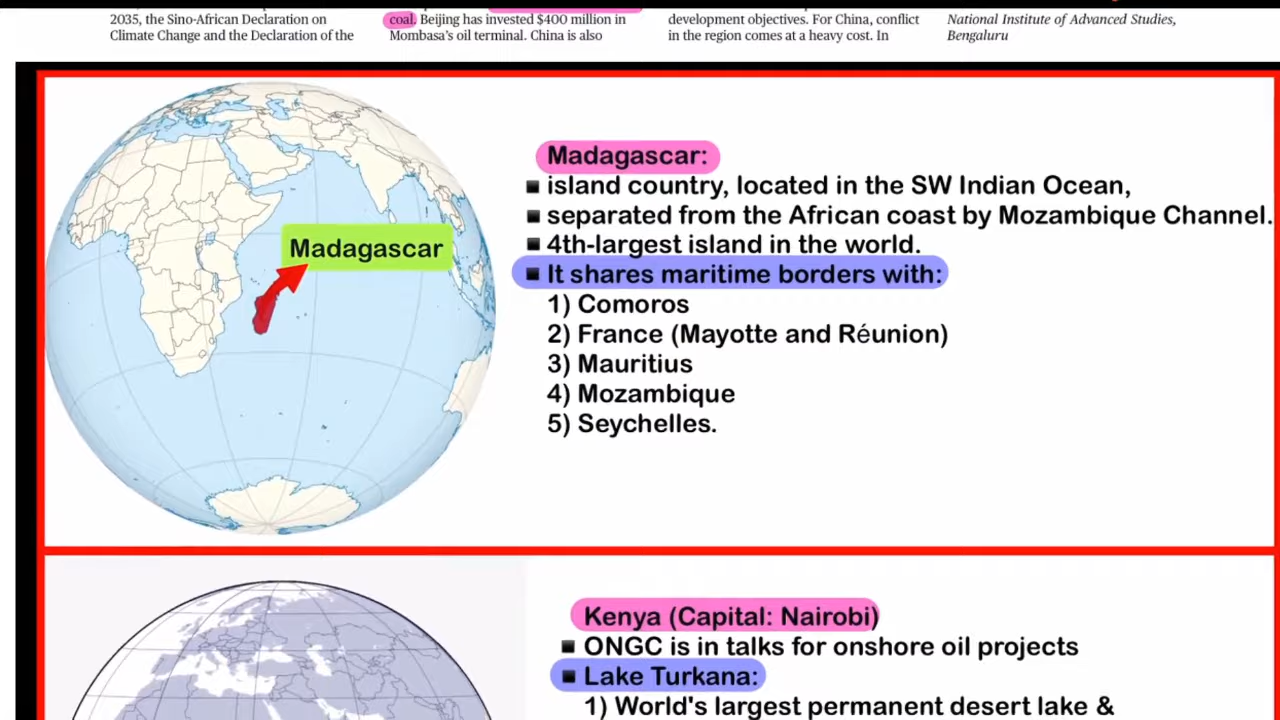 2035, the Sino-African Declaration on
Climate Change and the Declaration of the
coal. Beijing has invested $400 million in
Mombasa's oil terminal. China is also
development objectives. For China, conflict
in the region comes at a heavy cost. In
National Institute of Advanced Studies,
Bengaluru
Madagascar
Madagascar:
▪ island country, located in the SW Indian Ocean,
▪ separated from the African coast by Mozambique Channel.
▪ 4th-largest island in the world.
▪ It shares maritime borders with:
1) Comoros
2) France (Mayotte and Réunion)
3) Mauritius
4) Mozambique
5) Seychelles.
Kenya (Capital: Nairobi)
▪ ONGC is in talks for onshore oil projects
▪ Lake Turkana:
1) World's largest permanent desert lake &